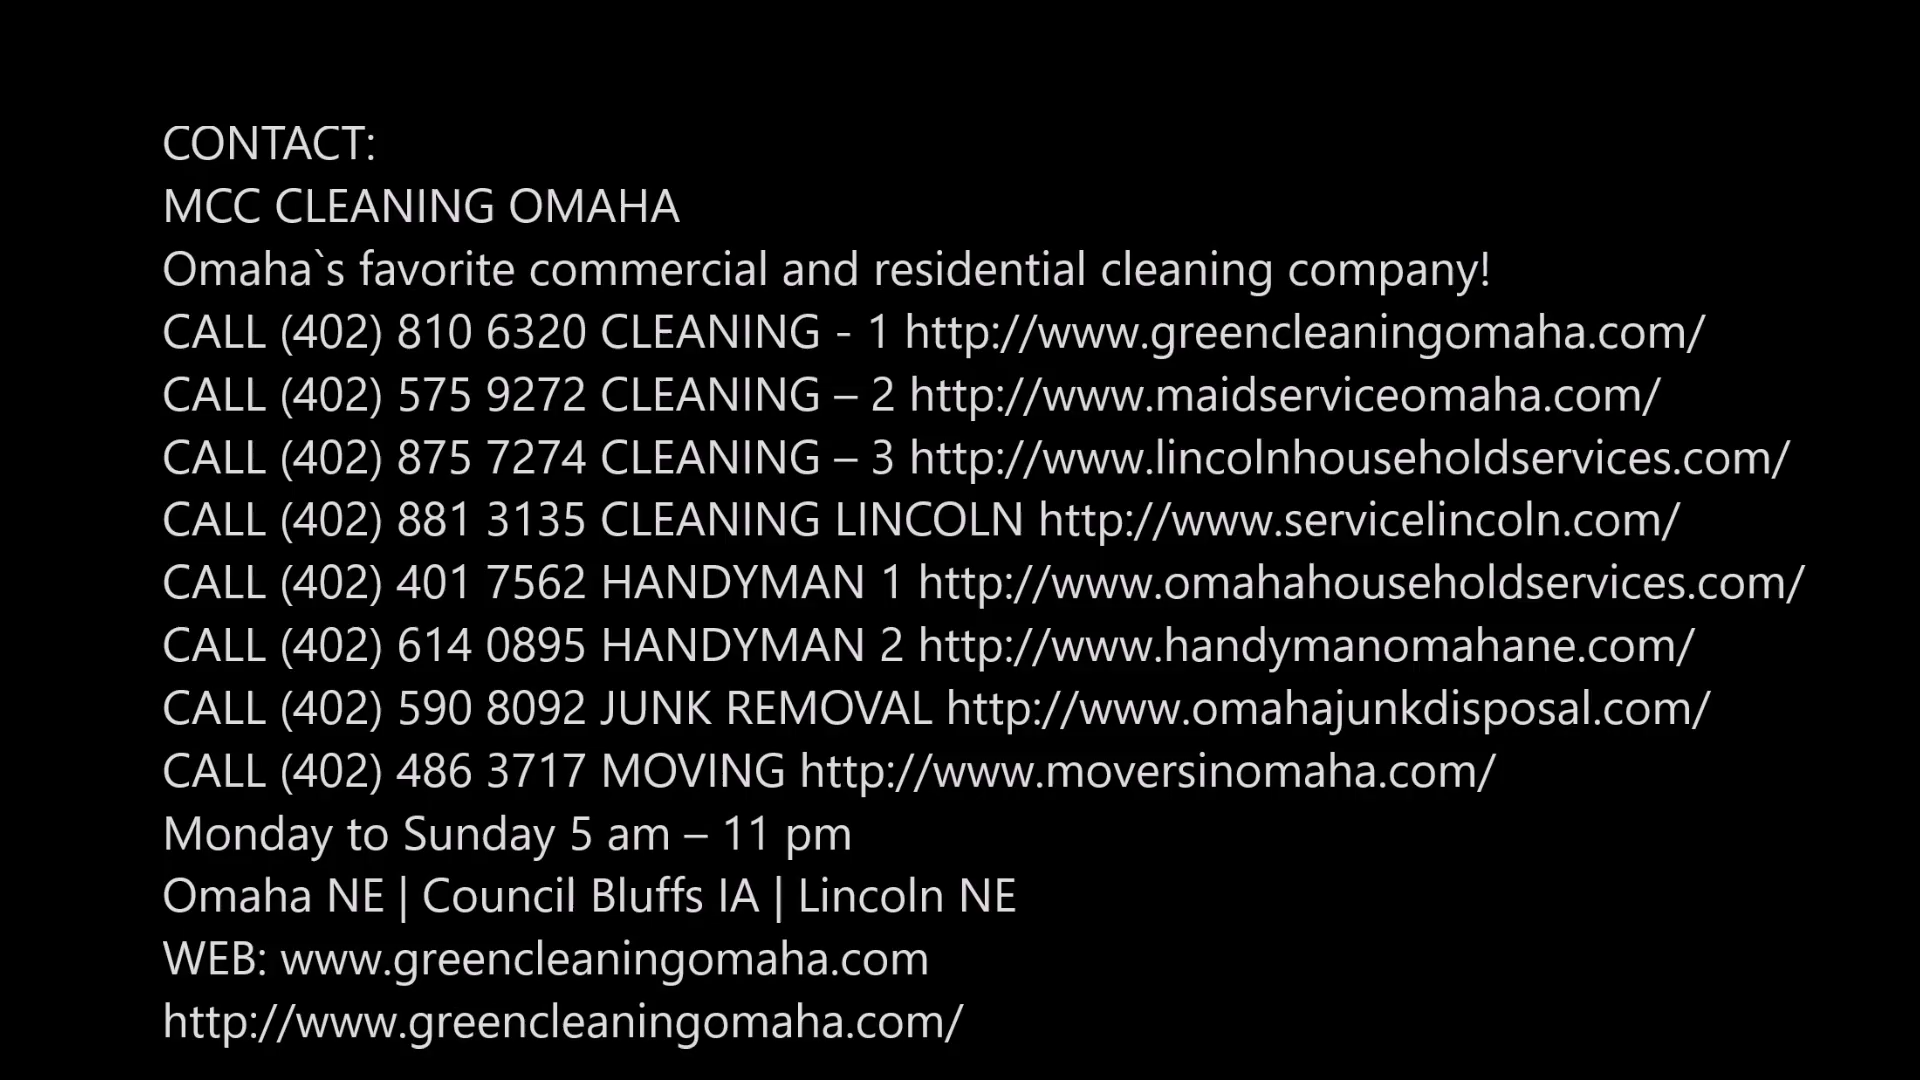 CONTACT:
MCC CLEANING OMAHA
Omaha`s favorite commercial and residential cleaning company!
CALL (402) 810 6320 CLEANING - 1 http://www.greencleaningomaha.com/
CALL (402) 575 9272 CLEANING – 2 http://www.maidserviceomaha.com/
CALL (402) 875 7274 CLEANING – 3 http://www.lincolnhouseholdservices.com/
CALL (402) 881 3135 CLEANING LINCOLN http://www.servicelincoln.com/
CALL (402) 401 7562 HANDYMAN 1 http://www.omahahouseholdservices.com/
CALL (402) 614 0895 HANDYMAN 2 http://www.handymanomahane.com/
CALL (402) 590 8092 JUNK REMOVAL http://www.omahajunkdisposal.com/
CALL (402) 486 3717 MOVING http://www.moversinomaha.com/
Monday to Sunday 5 am – 11 pm
Omaha NE | Council Bluffs IA | Lincoln NE
WEB: www.greencleaningomaha.com
http://www.greencleaningomaha.com/